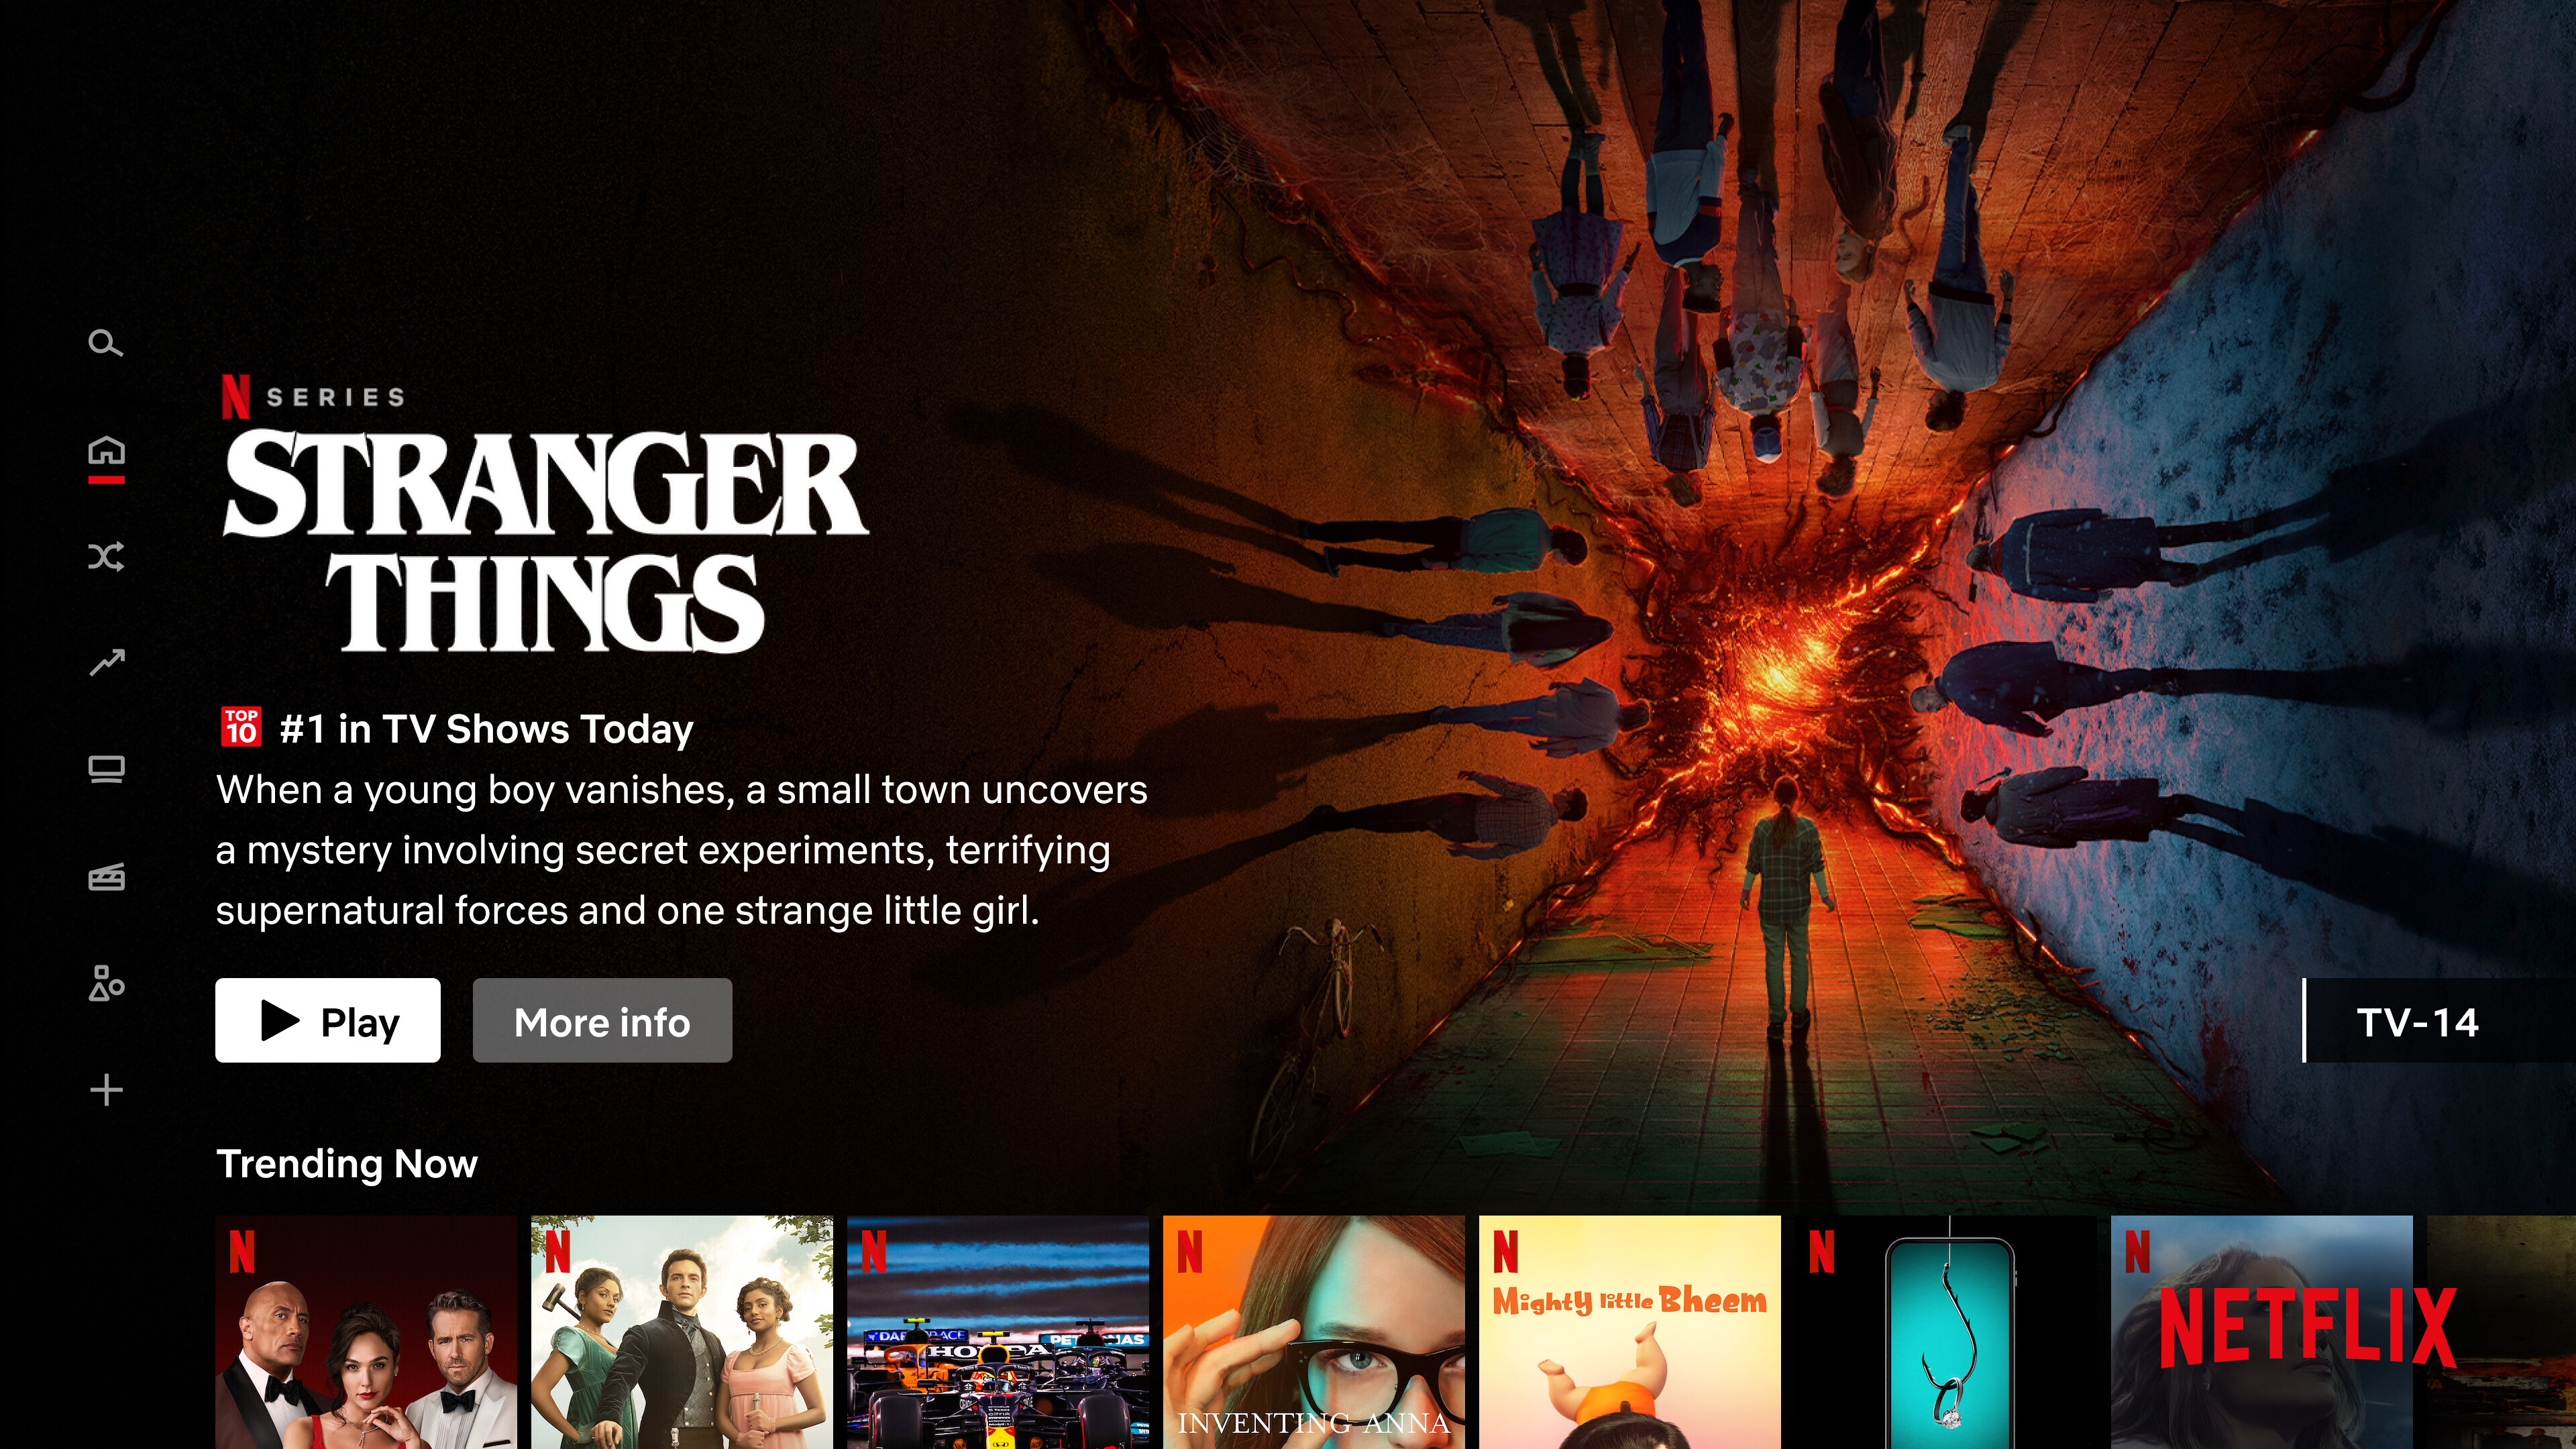 N SERIES
STRANGER
THINGS
TOP
10
#1 in TV Shows Today
When a young boy vanishes, a small town uncovers
a mystery involving secret experiments, terrifying
supernatural forces and one strange little girl.
Play
More info
TV-14
Trending Now
N
N
N
N
N
N
N
HONDA
INVENTING ANNA
Mighty little Bheem
NETFLIX